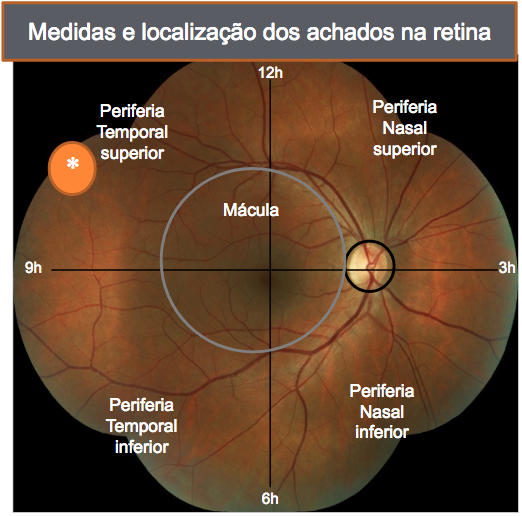 Medidas e localização dos achados na retina
12h
Periferia
Temporal
superior
Periferia
Nasal
superior
*
Mácula
9h
3h
Periferia
Temporal
inferior
Periferia
Nasal
inferior
6h